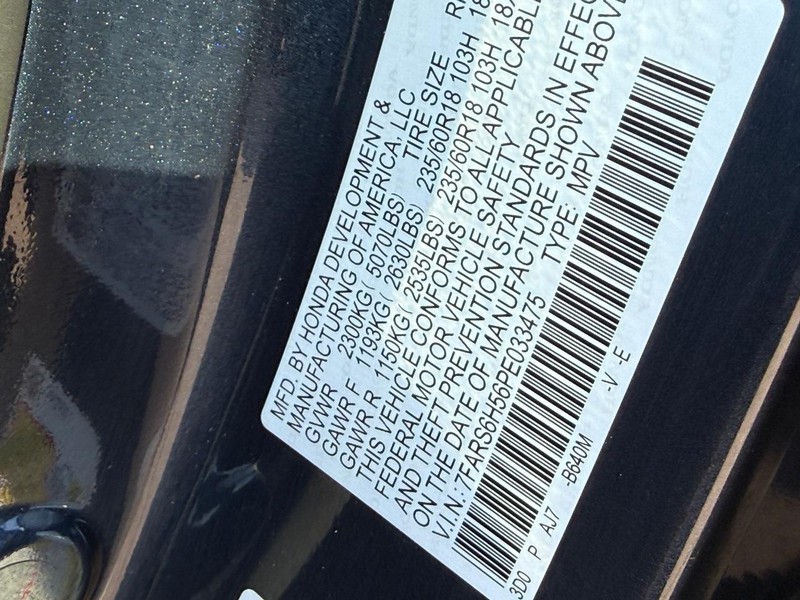 MFD. BY HONDA DEVELOPMENT &
MANUFACTURING OF AMERICA, LLC
GVWR 2300KG( 5070LBS) TIRE SIZE
GAWR F 1193KG( 2630LBS) 235/60R18 103H
GAWR R 1150KG( 2535LBS) 235/60R18 103H
THIS VEHICLE CONFORMS TO ALL APPLICABLE
FEDERAL MOTOR VEHICLE SAFETY
AND THEFT PREVENTION STANDARDS IN EFFEC
ON THE DATE OF MANUFACTURE SHOWN ABOVE
V.I.N.: 7FARS6H56PE033475 TYPE: MPV
3D0 P AJ7 -B640M -V -E